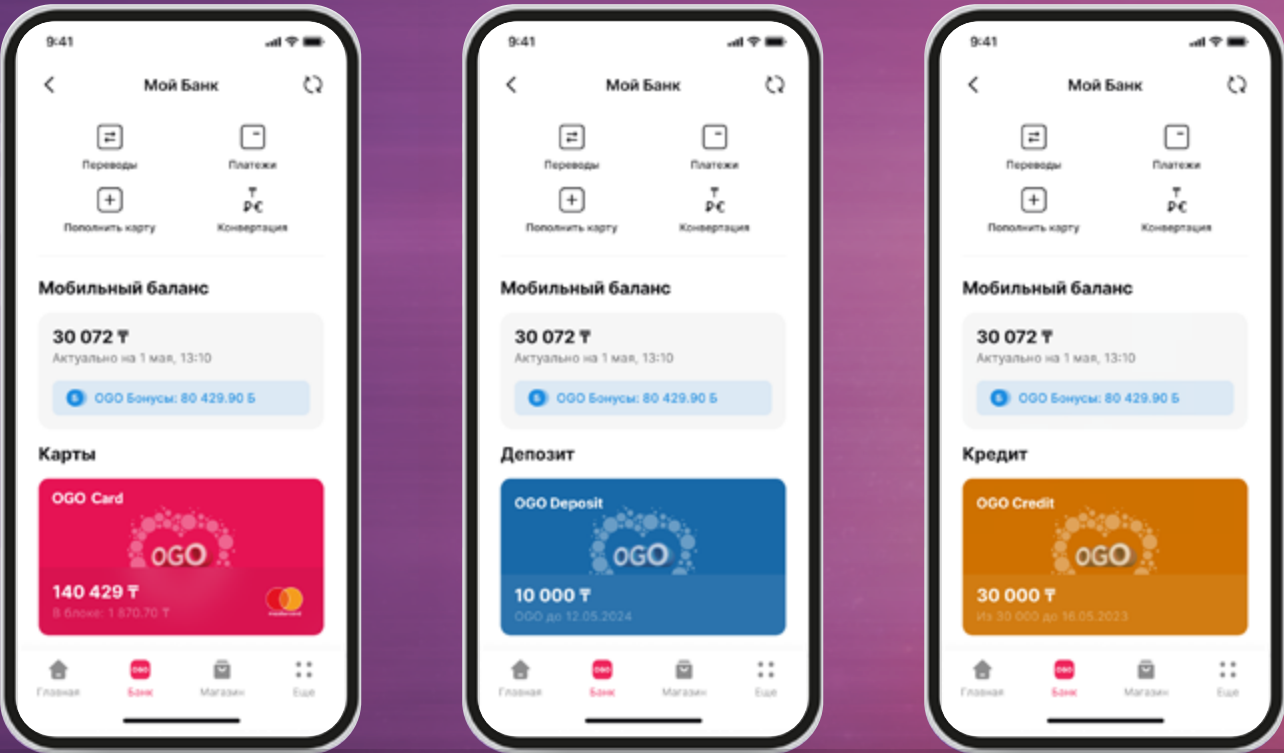 9:41
Мой Банк
Переводы
Платежи
₸
₽€
Пополнить карту
Конвертация
Мобильный баланс
30 072 ₸
Актуально на 1 мая, 13:10
Б OGO Бонусы: 80 429.90 Б
Карты
OGO Card
OGO
140 429 ₸
В блоке: 1 870.70 ₸
mastercard
Главная
OGO
Банк
Магазин
Еще
9:41
Мой Банк
Переводы
Платежи
₸
₽€
Пополнить карту
Конвертация
Мобильный баланс
30 072 ₸
Актуально на 1 мая, 13:10
Б OGO Бонусы: 80 429.90 Б
Депозит
OGO Deposit
OGO
10 000 ₸
OGO до 12.05.2024
Главная
OGO
Банк
Магазин
Еще
9:41
Мой Банк
Переводы
Платежи
₸
₽€
Пополнить карту
Конвертация
Мобильный баланс
30 072 ₸
Актуально на 1 мая, 13:10
Б OGO Бонусы: 80 429.90 Б
Кредит
OGO Credit
OGO
30 000 ₸
Из 30 000 до 16.05.2023
Главная
OGO
Банк
Магазин
Еще